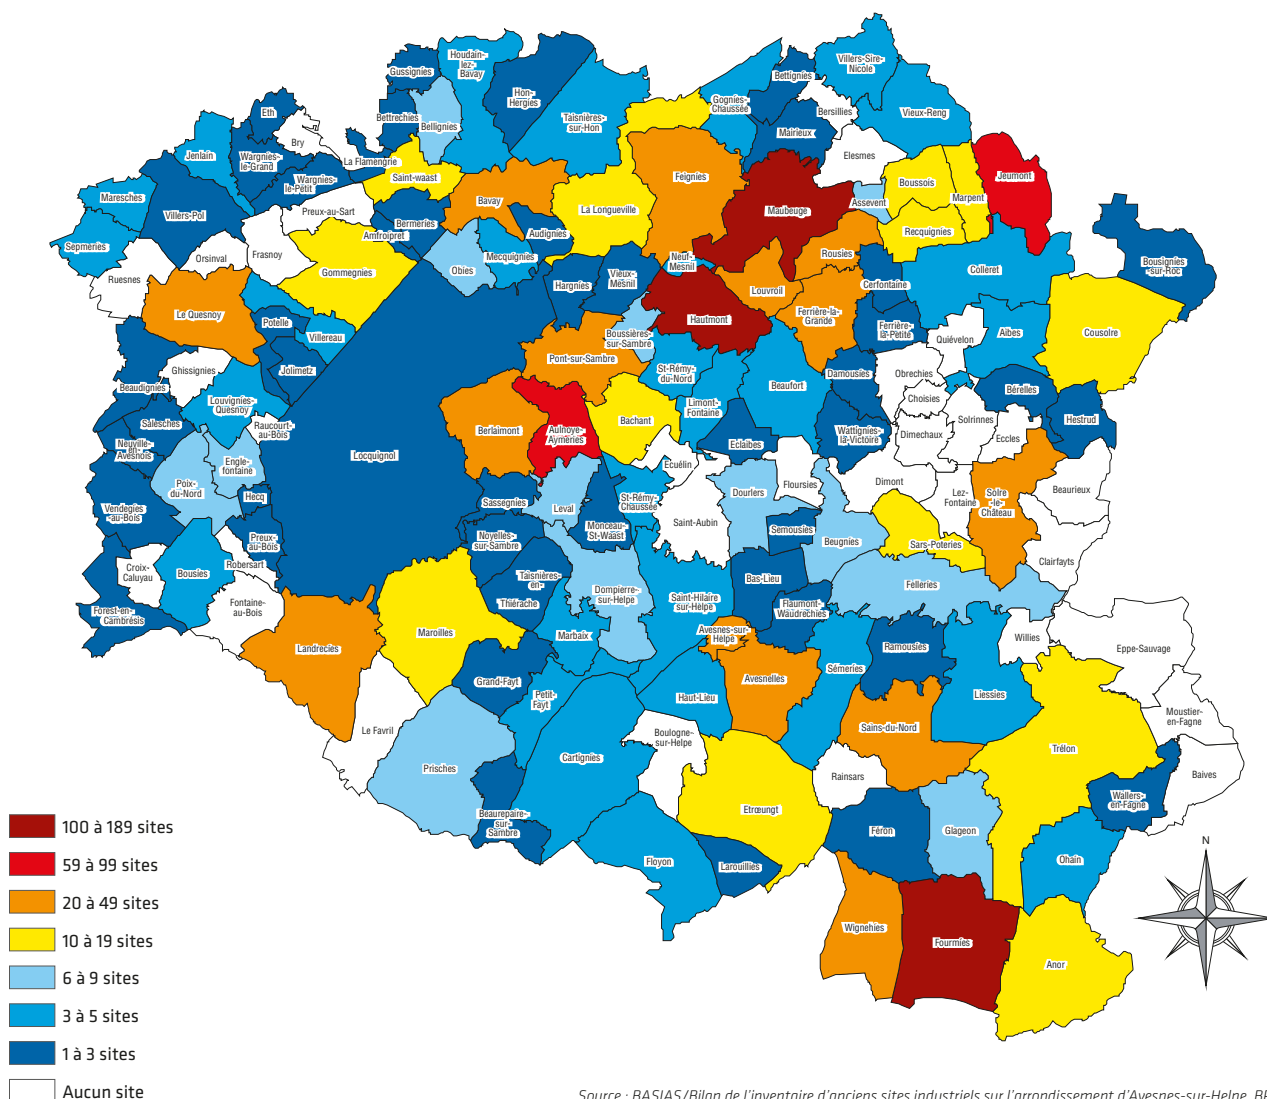 Houdain-
lez-
Bavay
Gussignies
Hon-
Hergies
Villers-Sire-
Nicole
Bettignies
Gognies-
Chaussée
Bersillies
Vieux-Reng
Eth
Bry
Bettrechies
Bellignies
Taisnières-
sur-Hon
Mairieux
Elesmes
Jenlain
Wargnies-
le-Grand
La Flamengrie
Wargnies-
le-Petit
Saint-waast
Feignies
Boussois
Jeumont
Maresches
Villers-Pol
Preux-au-Sart
Bavay
La Longueville
Maubeuge
Assevent
Marpent
Bermeries
Amfroipret
Audignies
Recquignies
Sepmeries
Orsinval
Frasnoy
Gommegnies
Obies
Mecquignies
Neuf-
Mesnil
Rousies
Colleret
Bousignies
-sur-Roc
Ruesnes
Hargnies
Vieux-
Mesnil
Louvroil
Cerfontaine
Le Quesnoy
Potelle
Villereau
Hautmont
Ferrière-la-
Grande
Ferrière-
la-Petite
Quiévelon
Aibes
Cousolre
Boussières-
sur-Sambre
Pont-sur-Sambre
Ghissignies
Jolimetz
St-Rémy-
du-Nord
Beaufort
Damousies
Obrechies
Beaudignies
Choisies
Bérelles
Louvignies-
Quesnoy
Limont-
Fontaine
Solrinnes
Hestrud
Salesches
Raucourt-
au-Bois
Berlaimont
Aulnoye-
Aymeries
Bachant
Eclaibes
Wattignies-
la-Victoire
Dimechaux
Eccles
Neuville-
en-
Avesnois
Locquignol
Ecuélin
Engle-
fontaine
Poix-
du-Nord
Hecq
Floursies
Dimont
Lez-
Fontaine
Solre
-le-
Château
Beaurieux
Dourlers
Vendegies
-au-Bois
Sassegnies
Leval
St-Rémy-
Chaussée
Saint-Aubin
Monceau-
St-Waast
Semousies
Beugnies
Sars-Poteries
Preux-
au-Bois
Noyelles-
sur-Sambre
Clairfayts
Croix-
Caluyau
Bousies
Robersart
Taisnières-
en-
Thiérache
Dompierre-
sur-Helpe
Saint-Hilaire
sur-Helpe
Bas-Lieu
Felleries
Forest-en-
Cambrésis
Fontaine-
au-Bois
Flaumont-
Waudrechies
Maroilles
Marbaix
Avesnes-sur-
Helpe
Willies
Eppe-Sauvage
Landrecies
Ramousies
Sémeries
Grand-Fayt
Avesnelles
Liessies
Petit-
Fayt
Haut-Lieu
Moustier-
en-Fagne
Le Favril
Boulogne-
sur-Helpe
Sains-du-Nord
Trélon
Prisches
Cartignies
Rainsars
Baives
Etrœungt
Wallers-
en-Fagne
Beaurepaire-
sur-
Sambre
Féron
Glageon
Floyon
Larouillies
Ohain
Wignehies
Fourmies
Anor
N
100 à 189 sites
59 à 99 sites
20 à 49 sites
10 à 19 sites
6 à 9 sites
3 à 5 sites
1 à 3 sites
Aucun site
Source : BASIAS/Bilan de l'inventaire d'anciens sites industriels sur l'arrondissement d'Avesnes-sur-Helpe,